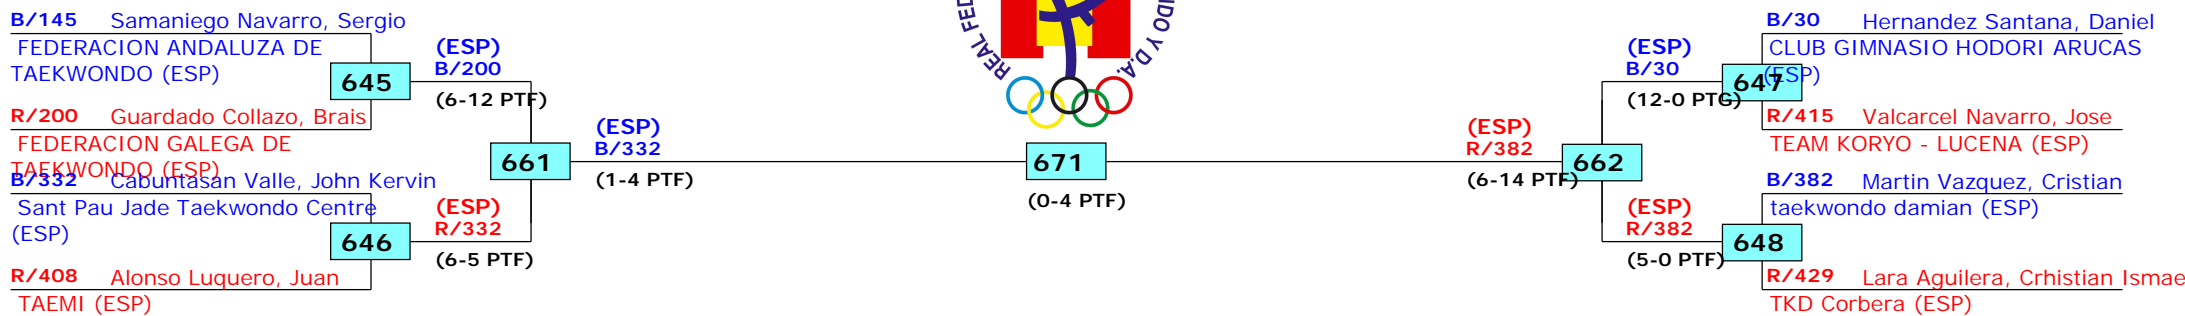 B/145 Samaniego Navarro, Sergio
FEDERACION ANDALUZA DE
TAEKWONDO (ESP)
645
R/200 Guardado Collazo, Brais
FEDERACION GALEGA DE
TAEKWONDO (ESP)
B/332 Cabuntasan Valle, John Kervin
Sant Pau Jade Taekwondo Centre
(ESP)
646
R/408 Alonso Luquero, Juan
TAEMI (ESP)
(ESP)
B/200
(6-12 PTF)
661
(ESP)
R/332
(6-5 PTF)
(ESP)
B/332
(1-4 PTF)
REAL FED
NDO Y D.A.
671
(0-4 PTF)
(ESP)
R/382
(6-14 PTF)
662
(ESP)
B/30
(12-0 PTG)
(ESP)
R/382
(5-0 PTF)
B/30 Hernandez Santana, Daniel
CLUB GIMNASIO HODORI ARUCAS
(ESP)
647
R/415 Valcarcel Navarro, Jose
TEAM KORYO - LUCENA (ESP)
B/382 Martin Vazquez, Cristian
taekwondo damian (ESP)
648
R/429 Lara Aguilera, Crhistian Ismae
TKD Corbera (ESP)